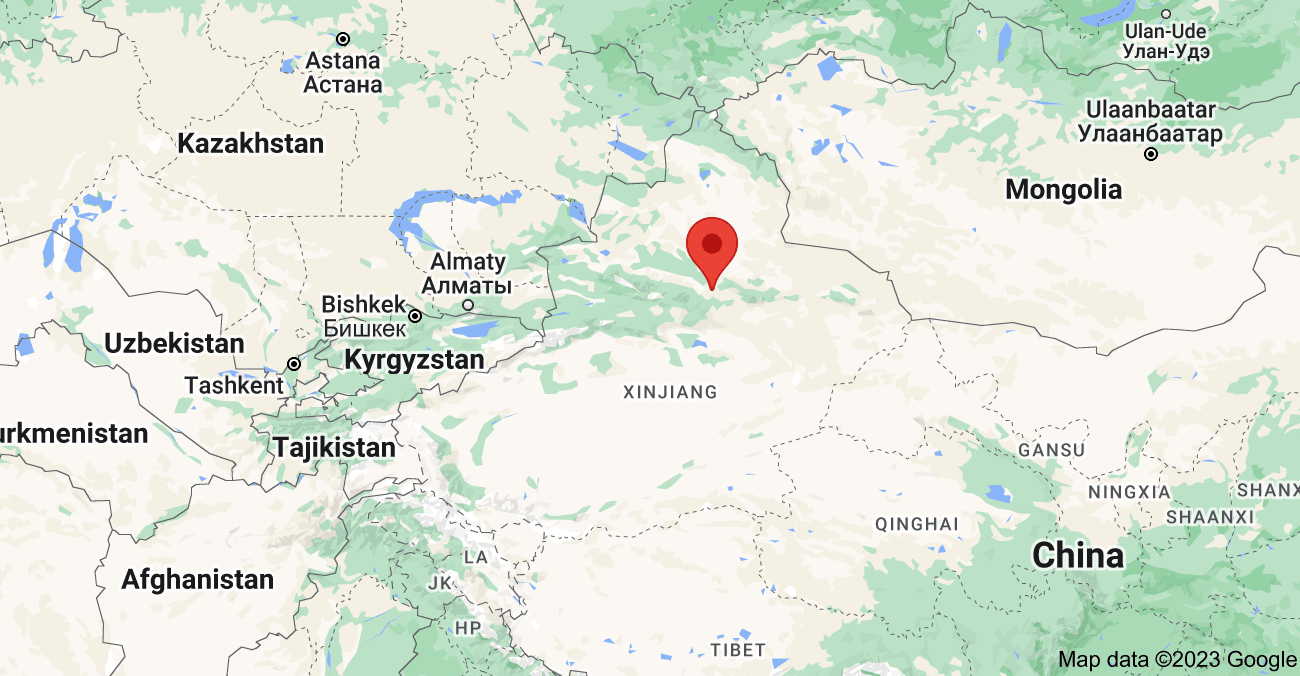 Ulan-Ude
Улан-Удэ
Astana
Астана
Ulaanbaatar
Улаанбаатар
Kazakhstan
Mongolia
Almaty
Алматы
Bishkek
Бишкек
Uzbekistan
Kyrgyzstan
Tashkent
XINJIANG
urkmenistan
Tajikistan
GANSU
NINGXIA
SHANX
SHAANXI
QINGHAI
China
LA
JK
Afghanistan
HP
TIBET
Map data ©2023 Google